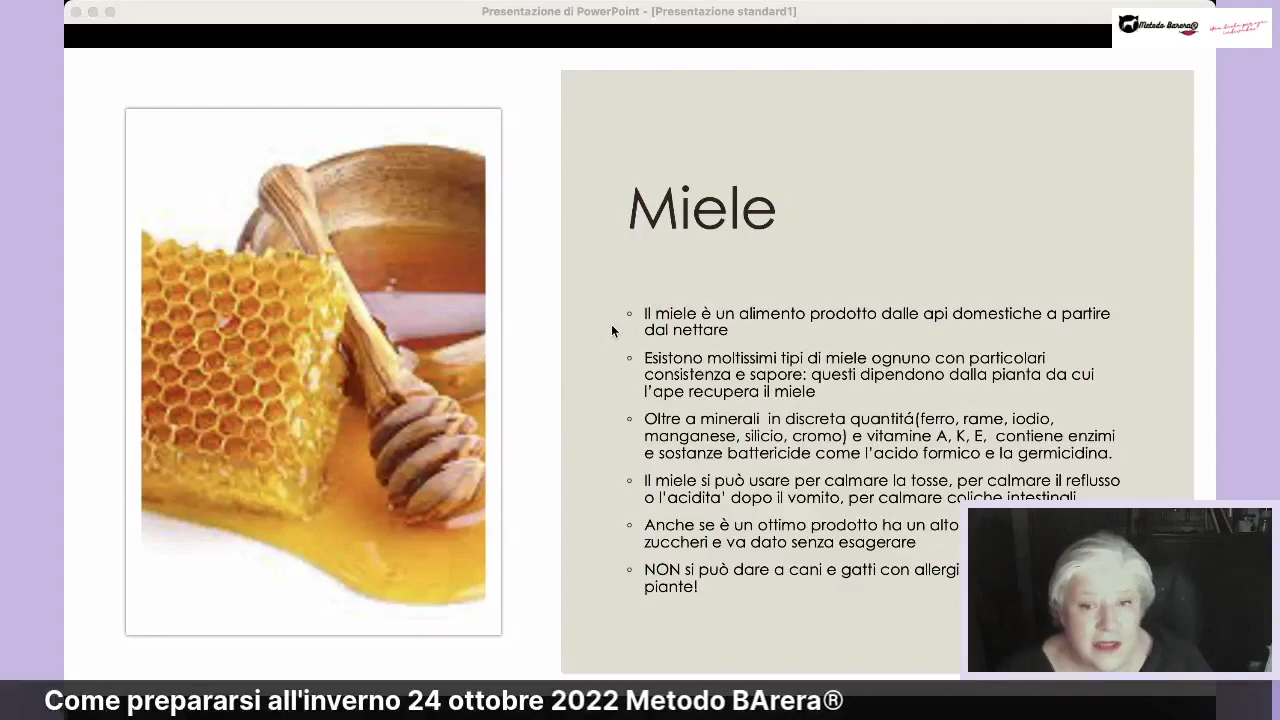 Presentazione di PowerPoint - [Presentazione standard1]
Metodo BArera®
Miele
◦ Il miele è un alimento prodotto dalle api domestiche a partire
dal nettare
◦ Esistono moltissimi tipi di miele ognuno con particolari
consistenza e sapore: questi dipendono dalla pianta da cui
l'ape recupera il miele
◦ Oltre a minerali in discreta quantitá(ferro, rame, iodio,
manganese, silicio, cromo) e vitamine A, K, E, contiene enzimi
e sostanze battericide come l'acido formico e la germicidina.
◦ Il miele si può usare per calmare la tosse, per calmare il reflusso
o l'acidita' dopo il vomito, per calmare coliche intestinali
◦ Anche se è un ottimo prodotto ha un alto
zuccheri e va dato senza esagerare
◦ NON si può dare a cani e gatti con allergi
piante!
Come prepararsi all'inverno 24 ottobre 2022 Metodo BArera®